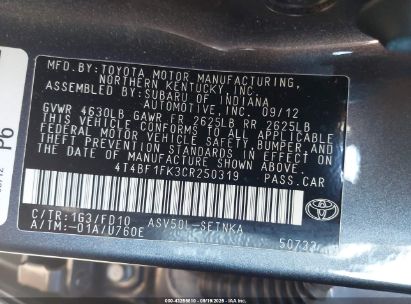 MFD. BY:TOYOTA MOTOR MANUFACTURING,
NORTHERN KENTUCKY,INC.
ASSEMBLED BY:SUBARU OF INDIANA
AUTOMOTIVE,INC. 09/12
GVWR 4630LB GAWR FR 2625LB RR 2625LB
THIS VEHICLE CONFORMS TO ALL APPLICABLE
FEDERAL MOTOR VEHICLE SAFETY,BUMPER,AND
THEFT PREVENTION STANDARDS IN EFFECT ON
THE DATE OF MANUFACTURE SHOWN ABOVE.
4T4BF1FK3CR250319 PASSENGER CAR
C/TR:1G3/FD10 ASV50L-SETNKA
A/TM:-01A/U760E
TOYOTA
50733
P6